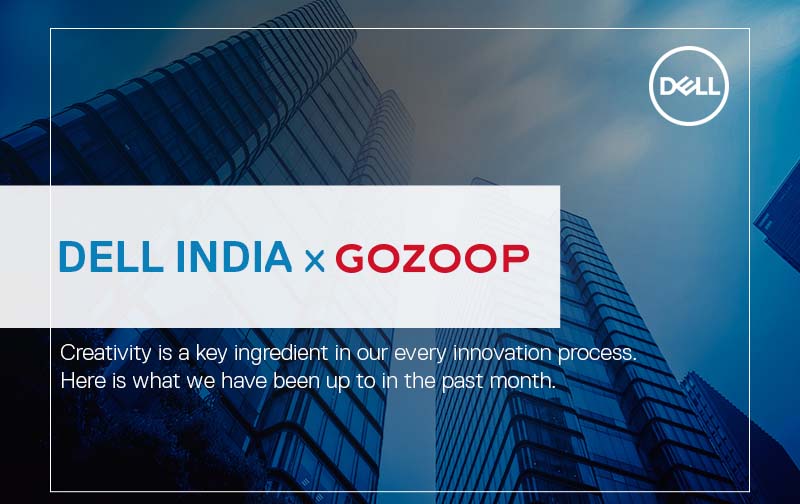 DELL
DELL INDIA x GOZOOP
Creativity is a key ingredient in our every innovation process.
Here is what we have been up to in the past month.